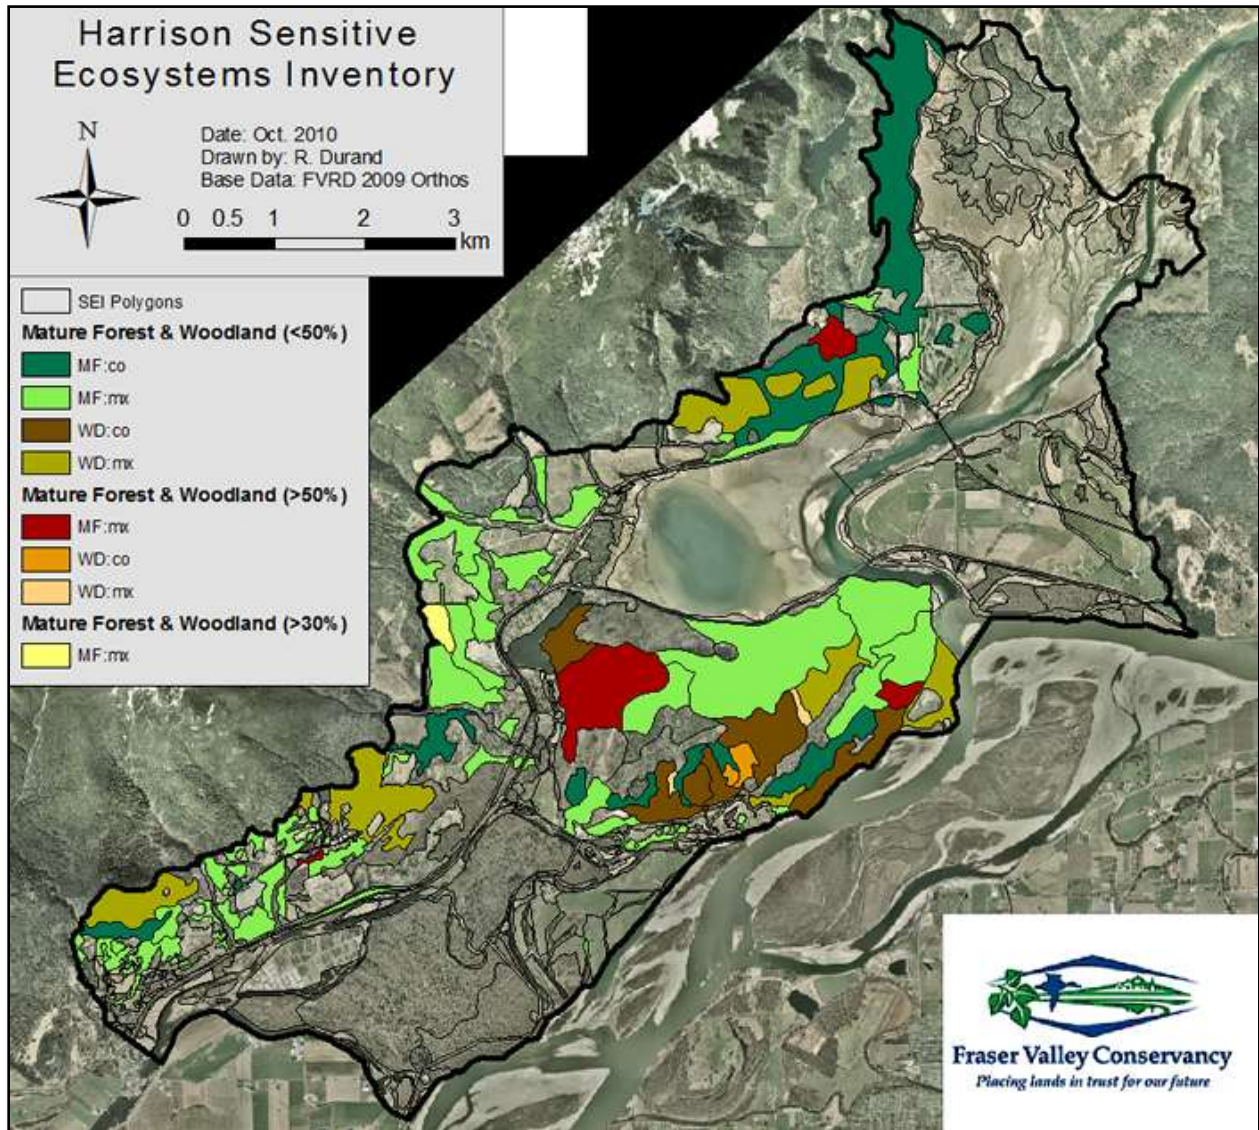 Harrison Sensitive
Ecosystems Inventory
N
Date: Oct. 2010
Drawn by: R. Durand
Base Data: FVRD 2009 Orthos
0 0.5 1 2 3
km
SEI Polygons
Mature Forest & Woodland (<50%)
MF:co
MF:mx
WD:co
WD:mx
Mature Forest & Woodland (>50%)
MF:mx
WD:co
WD:mx
Mature Forest & Woodland (>30%)
MF:mx
Fraser Valley Conservancy
Placing lands in trust for our future